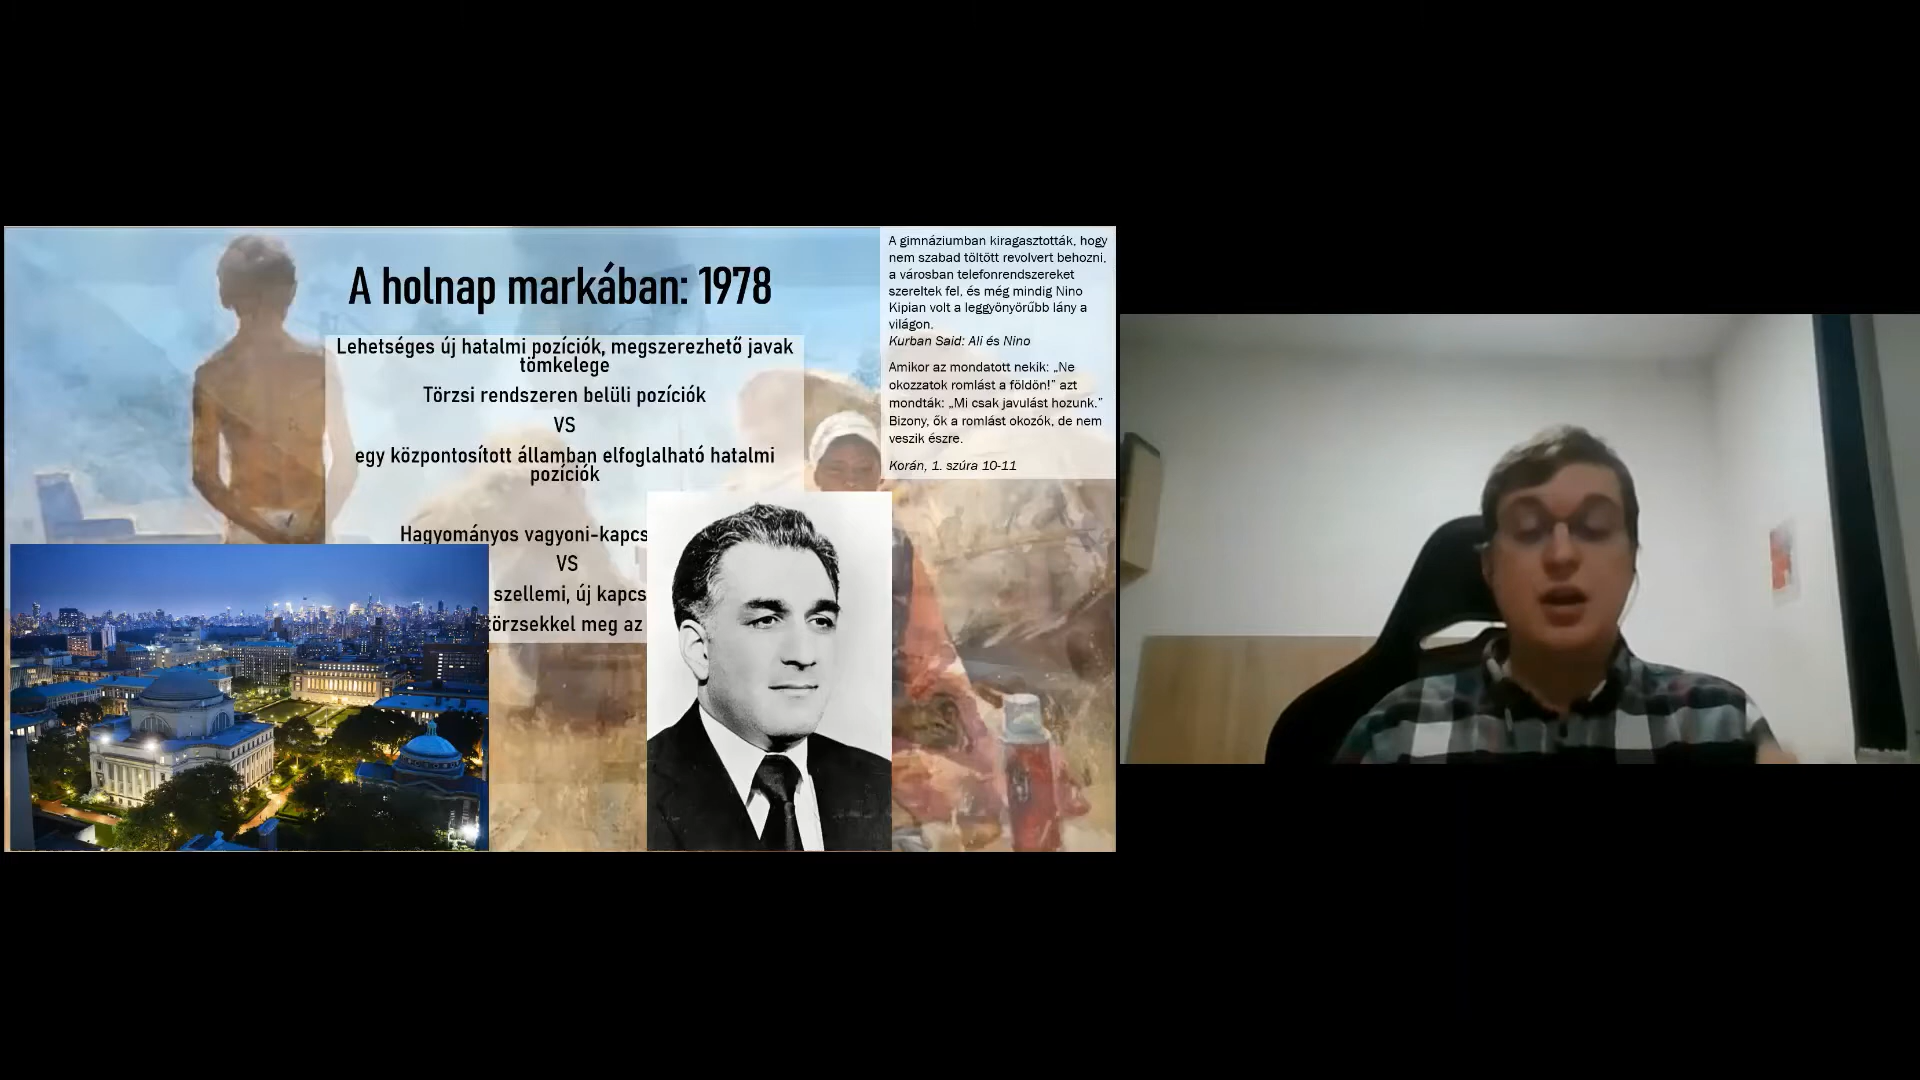 A holnap markában: 1978
Lehetséges új hatalmi pozíciók, megszerezhető javak
tömkelege
Törzsi rendszeren belüli pozíciók
VS
egy központosított államban elfoglalható hatalmi
pozíciók
Hagyományos vagyoni-kapcs
VS
szellemi, új kapcs
törzsekkel meg az
A gimnáziumban kiragasztották, hogy
nem szabad töltött revolvert behozni,
a városban telefonrendszereket
szereltek fel, és még mindig Nino
Kipian volt a leggyönyörűbb lány a
világon.
Kurban Said: Ali és Nino
Amikor az mondatott nekik: „Ne
okozzatok romlást a földön!” azt
mondták: „Mi csak javulást hozunk.”
Bizony, ők a romlást okozók, de nem
veszik észre.
Korán, 1. szúra 10-11